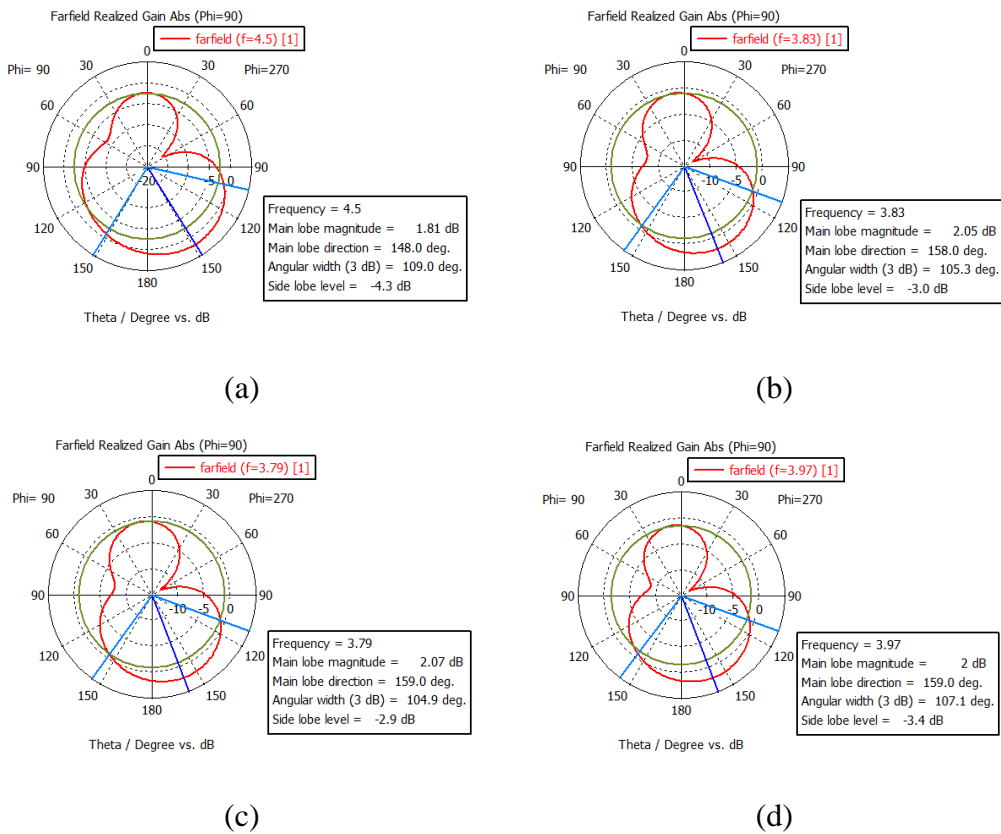 Farfield Realized Gain Abs (Phi=90)
farfield (f=4.5) [1]
0
Phi= 90
30
30
Phi=270
60
60
90
90
20
-5
0
120
120
150
150
180
Frequency = 4.5
Main lobe magnitude = 1.81 dB
Main lobe direction = 148.0 deg.
Angular width (3 dB) = 109.0 deg.
Side lobe level = -4.3 dB
Theta / Degree vs. dB
(a)
Farfield Realized Gain Abs (Phi=90)
farfield (f=3.83) [1]
0
Phi= 90
30
30
Phi=270
60
60
90
90
-10
-5
0
120
120
150
150
180
Frequency = 3.83
Main lobe magnitude = 2.05 dB
Main lobe direction = 158.0 deg.
Angular width (3 dB) = 105.3 deg.
Side lobe level = -3.0 dB
Theta / Degree vs. dB
(b)
Farfield Realized Gain Abs (Phi=90)
farfield (f=3.79) [1]
0
Phi= 90
30
30
Phi=270
60
60
90
90
-10
-5
0
120
120
150
150
180
Frequency = 3.79
Main lobe magnitude = 2.07 dB
Main lobe direction = 159.0 deg.
Angular width (3 dB) = 104.9 deg.
Side lobe level = -2.9 dB
Theta / Degree vs. dB
(c)
Farfield Realized Gain Abs (Phi=90)
farfield (f=3.97) [1]
0
Phi= 90
30
30
Phi=270
60
60
90
90
-10
-5
0
120
120
150
150
180
Frequency = 3.97
Main lobe magnitude = 2 dB
Main lobe direction = 159.0 deg.
Angular width (3 dB) = 107.1 deg.
Side lobe level = -3.4 dB
Theta / Degree vs. dB
(d)